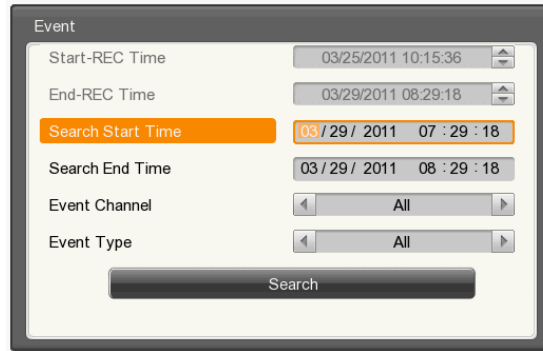 Event
Start-REC Time 03/25/2011 10:15:36
End-REC Time 03/29/2011 08:29:18
Search Start Time 03 / 29 / 2011 07 : 29 : 18
Search End Time 03 / 29 / 2011 08 : 29 : 18
Event Channel All
Event Type All
Search